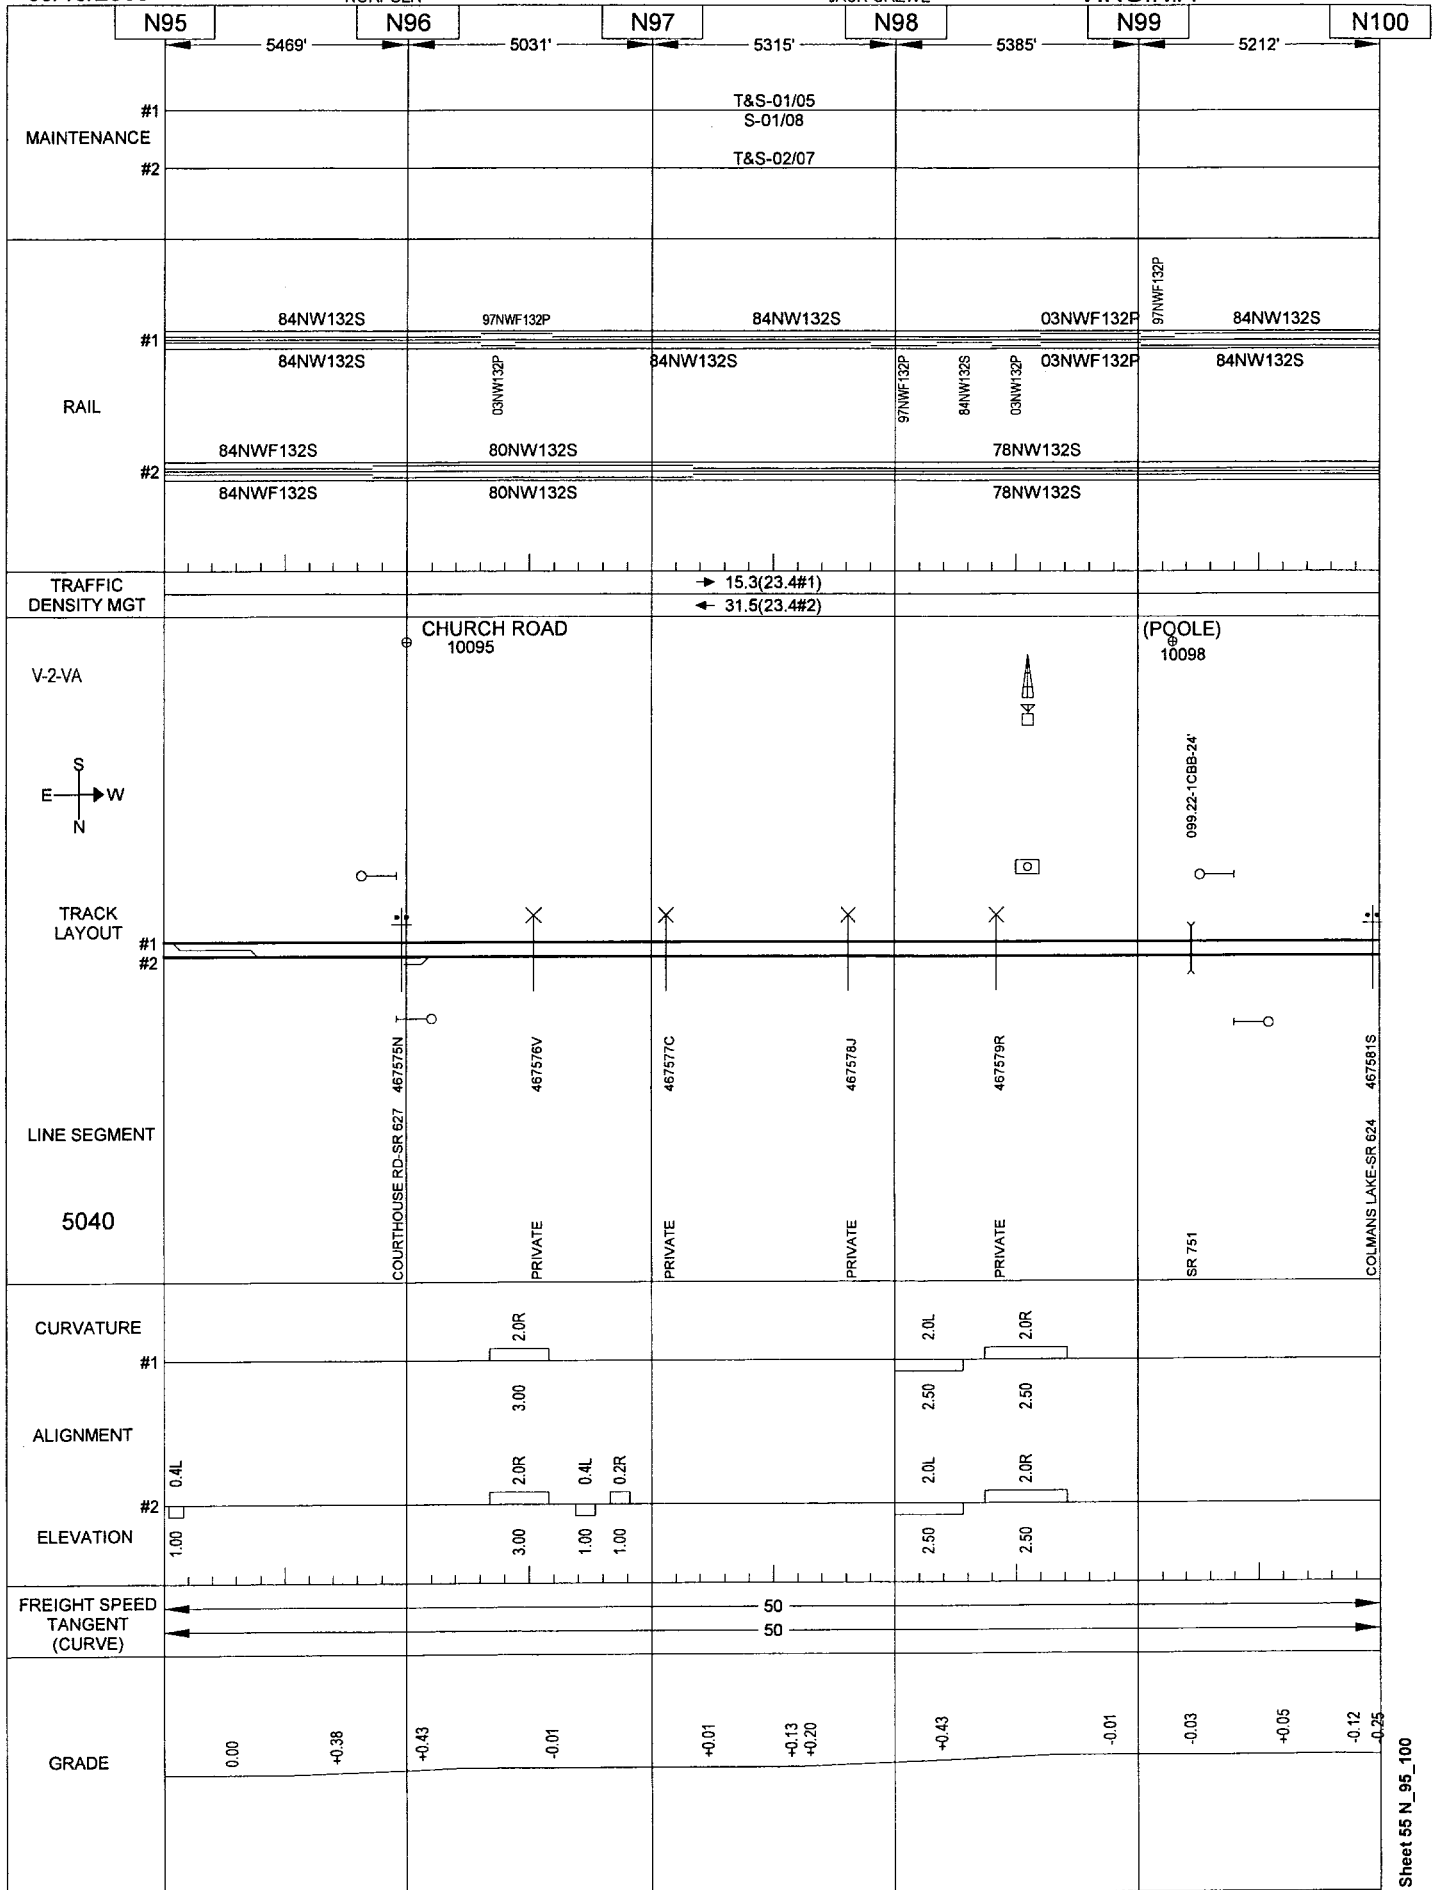 N95 N96 N97 N98 N99 N100
5469' 5031' 5315' 5385' 5212'
#1 T&S-01/05
S-01/08
MAINTENANCE
#2 T&S-02/07
84NW132S 97NWF132P 84NW132S 03NWF132P 97NWF132P 84NW132S
#1
84NW132S 03NW132P 84NW132S 97NWF132P 84NW132S 03NW132P 03NWF132P 84NW132S
RAIL
84NWF132S 80NW132S 78NW132S
#2
84NWF132S 80NW132S 78NW132S
TRAFFIC
DENSITY MGT
15.3(23.4#1)
31.5(23.4#2)
CHURCH ROAD
10095
(POOLE)
10098
V-2-VA
S
E W
N
099.22-1CBB-24'
TRACK
LAYOUT
#1
#2
467575N 467576V 467577C 467578J 467579R 467581S
LINE SEGMENT
5040
COURTHOUSE RD-SR 627 PRIVATE PRIVATE PRIVATE PRIVATE SR 751 COLMANS LAKE-SR 624
CURVATURE
2.0R 2.0L 2.0R
#1
3.00 2.50 2.50
ALIGNMENT
0.4L 2.0R 0.4L 0.2R 2.0L 2.0R
#2
ELEVATION
1.00 3.00 1.00 1.00 2.50 2.50
FREIGHT SPEED
TANGENT
(CURVE)
50
50
GRADE
0.00 +0.38 +0.43 -0.01 +0.01 +0.13 +0.20 +0.43 -0.01 -0.03 +0.05 -0.12 -0.25
Sheet 55 N_95_100